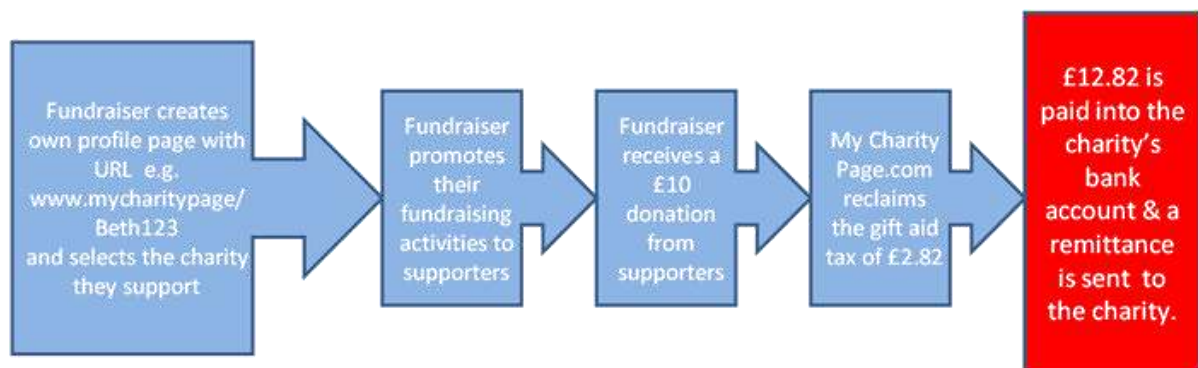 Fundraiser creates
own profile page with
URL e.g.
www.mycharitypage/
Beth123
and selects the charity
they support
Fundraiser
promotes
their
fundraising
activities to
supporters
Fundraiser
receives a
£10
donation
from
supporters
My Charity
Page.com
reclaims
the gift aid
tax of £2.82
£12.82 is
paid into the
charity's
bank
account & a
remittance
is sent to
the charity.